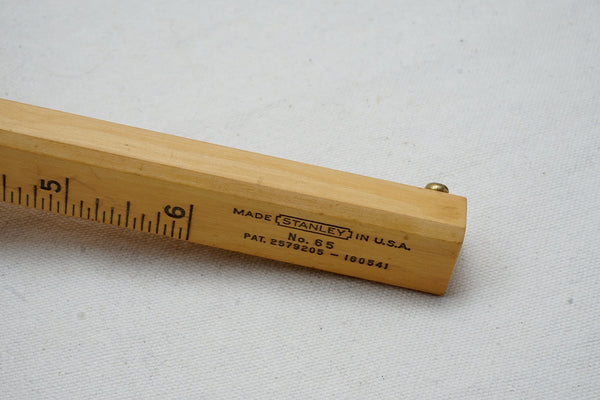 5
6
MADE STANLEY IN U.S.A.
No. 65
PAT. 2579205 - 180541